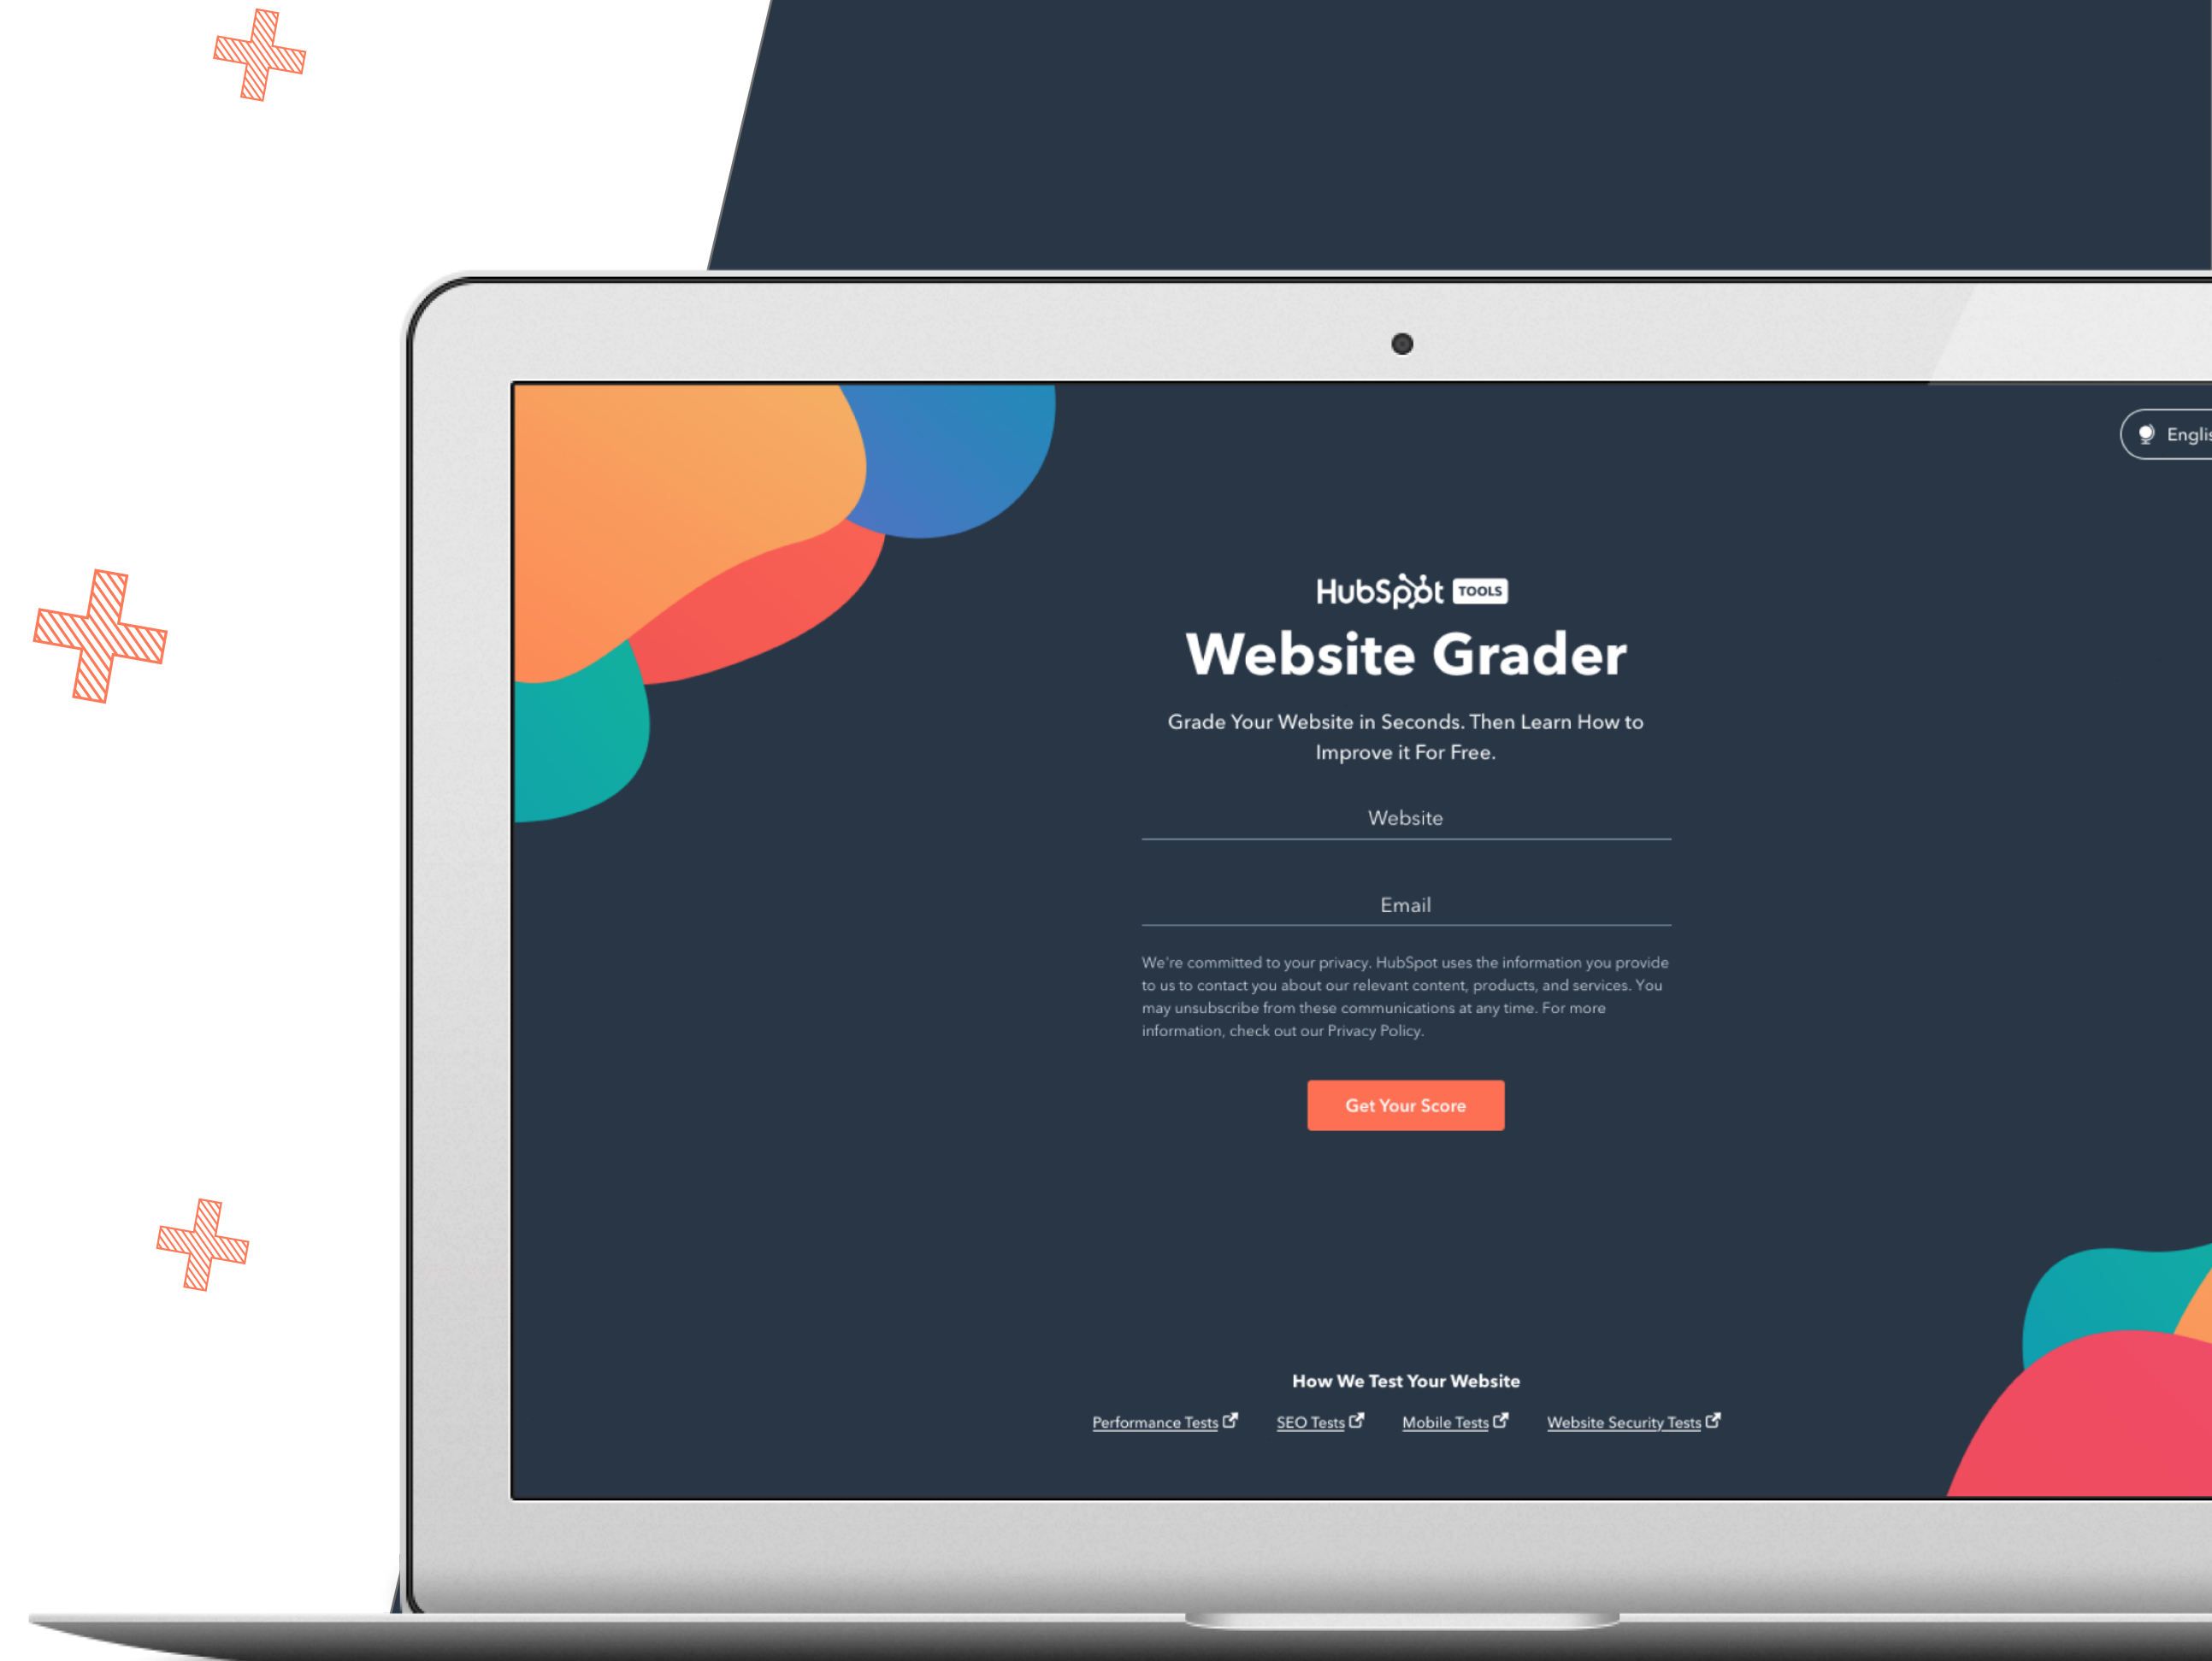 Englis
HubSpot TOOLS
Website Grader
Grade Your Website in Seconds. Then Learn How to
Improve it For Free.
Website
Email
We're committed to your privacy. HubSpot uses the information you provide
to us to contact you about our relevant content, products, and services. You
may unsubscribe from these communications at any time. For more
information, check out our Privacy Policy.
Get Your Score
How We Test Your Website
Performance Tests SEO Tests Mobile Tests Website Security Tests